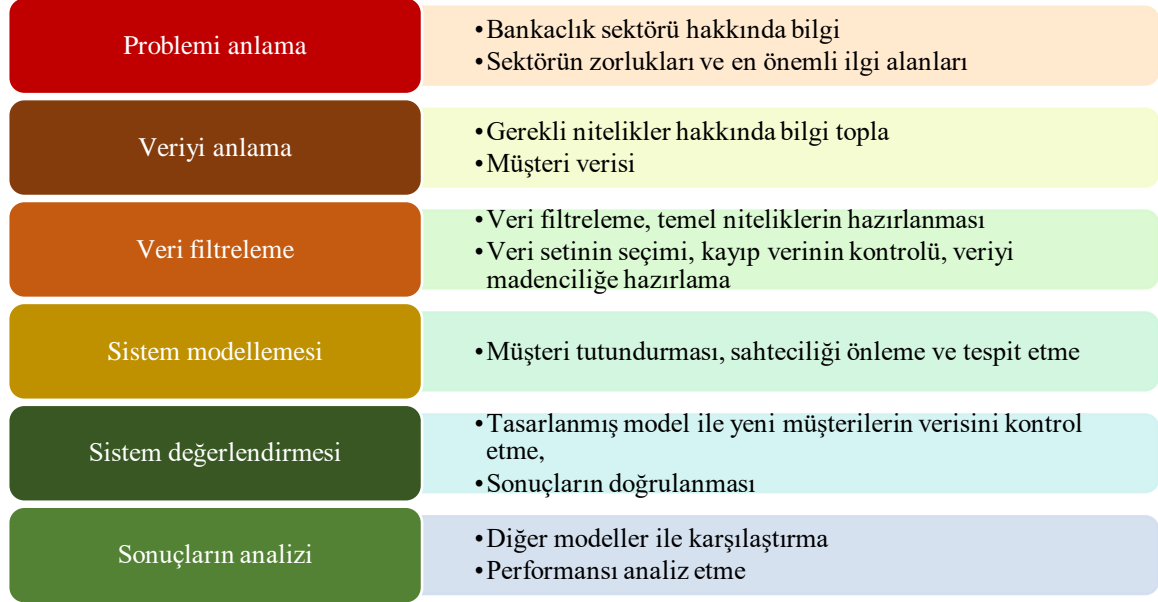 Problemi anlama
•Bankaclık sektörü hakkında bilgi
•Sektörün zorlukları ve en önemli ilgi alanları
Veriyi anlama
•Gerekli nitelikler hakkında bilgi topla
•Müşteri verisi
Veri filtreleme
•Veri filtreleme, temel niteliklerin hazırlanması
•Veri setinin seçimi, kayıp verinin kontrolü, veriyi
madenciliğe hazırlama
Sistem modellemesi
•Müşteri tutundurması, sahteciliği önleme ve tespit etme
Sistem değerlendirmesi
•Tasarlanmış model ile yeni müşterilerin verisini kontrol
etme,
•Sonuçların doğrulanması
Sonuçların analizi
•Diğer modeller ile karşılaştırma
•Performansı analiz etme